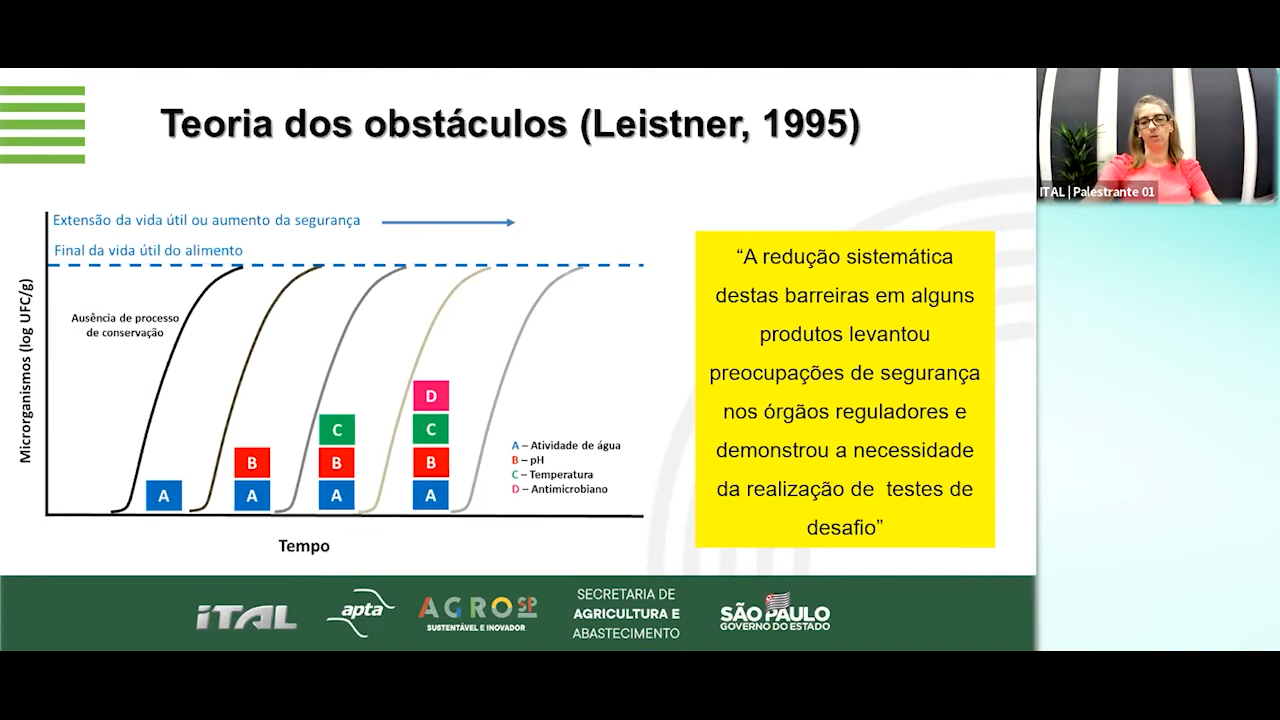 Teoria dos obstáculos (Leistner, 1995)
ITAL | Palestrante 01
Extensão da vida útil ou aumento da segurança
Final da vida útil do alimento
Ausência de processo
de conservação
Microrganismos (log UFC/g)
D
C
C
B
B
B
A
A
A
A
A – Atividade de água
B – pH
C – Temperatura
D – Antimicrobiano
Tempo
“A redução sistemática
destas barreiras em alguns
produtos levantou
preocupações de segurança
nos órgãos reguladores e
demonstrou a necessidade
da realização de testes de
desafio”
iTAL
apta
AGRO SP
SUSTENTÁVEL E INOVADOR
SECRETARIA DE
AGRICULTURA E
ABASTECIMENTO
SÃO PAULO
GOVERNO DO ESTADO